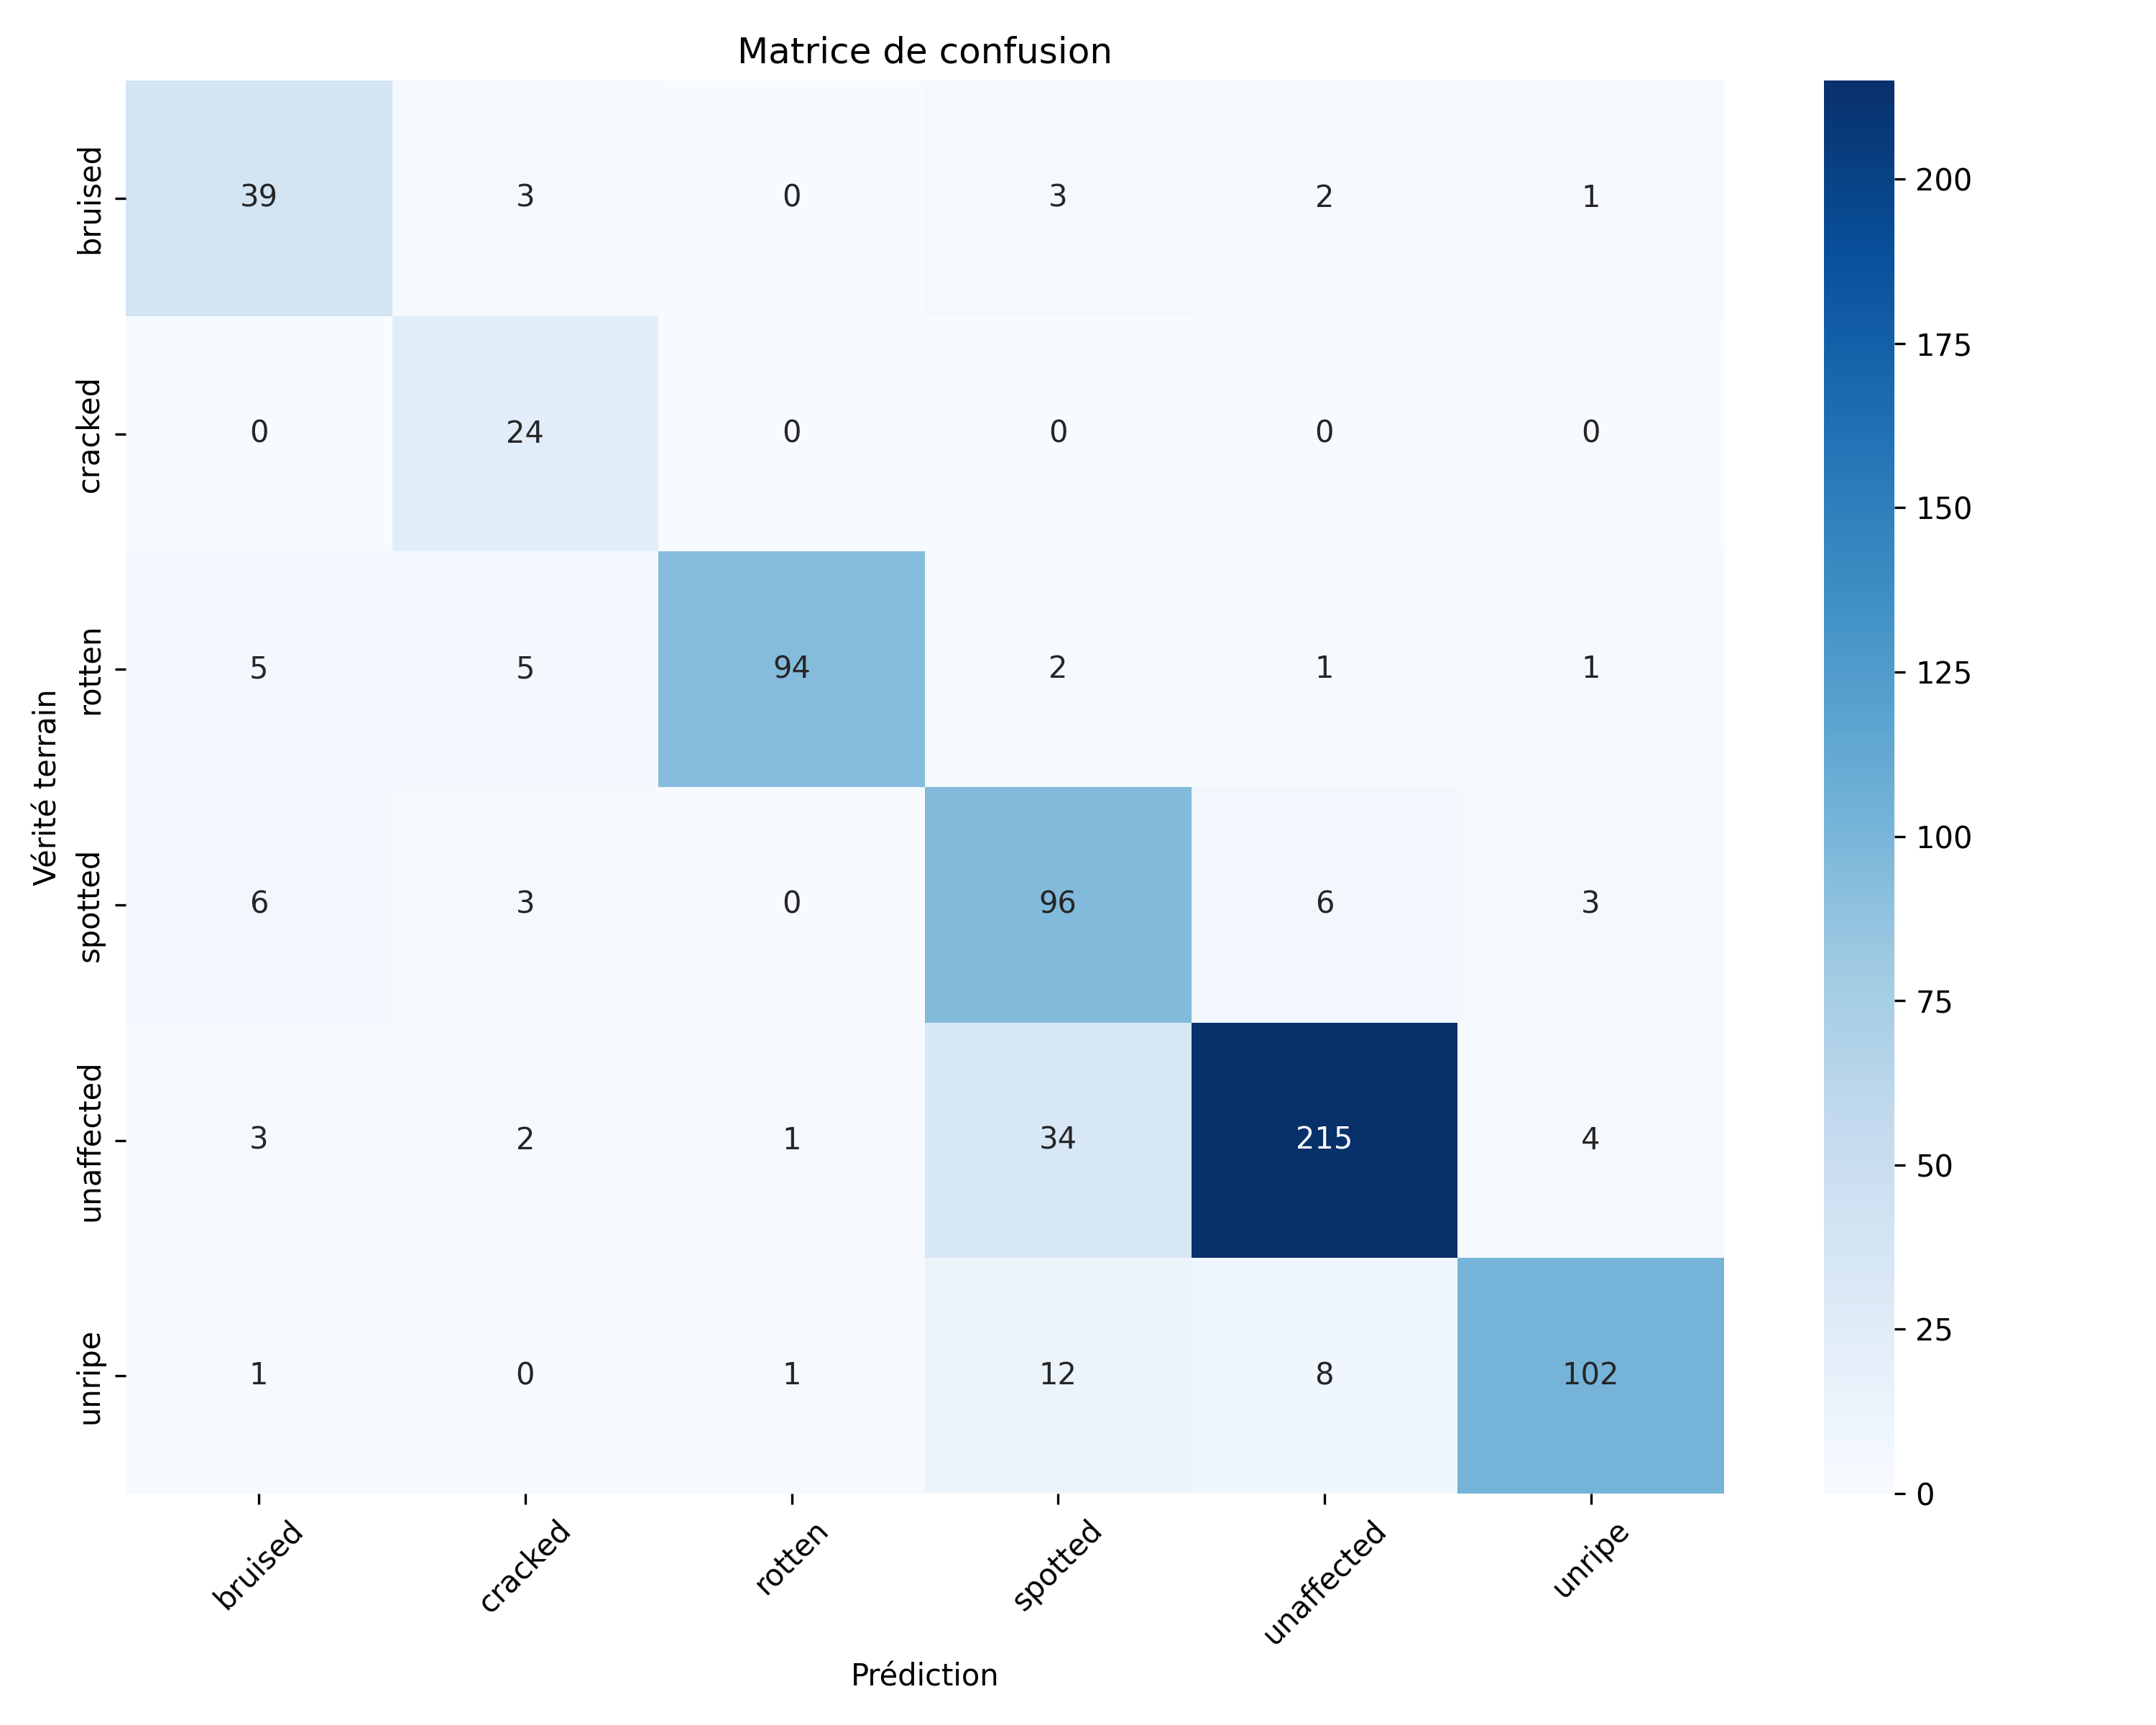 Matrice de confusion
Vérité terrain
bruised
39 3 0 3 2 1
cracked
0 24 0 0 0 0
rotten
5 5 94 2 1 1
spotted
6 3 0 96 6 3
unaffected
3 2 1 34 215 4
unripe
1 0 1 12 8 102
bruised cracked rotten spotted unaffected unripe
Prédiction
200
175
150
125
100
75
50
25
0